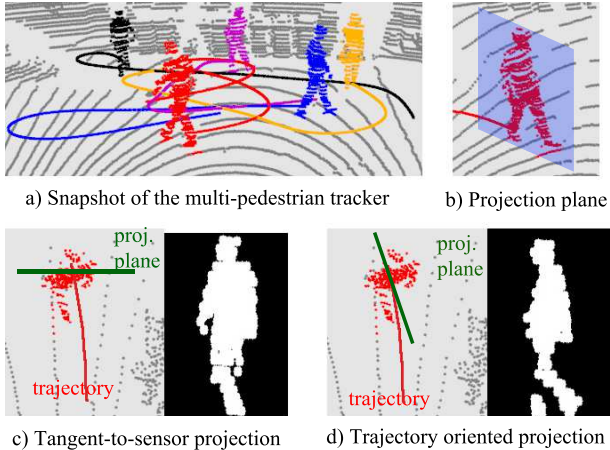 a) Snapshot of the multi-pedestrian tracker
b) Projection plane
proj.
plane
trajectory
proj.
plane
trajectory
c) Tangent-to-sensor projection
d) Trajectory oriented projection